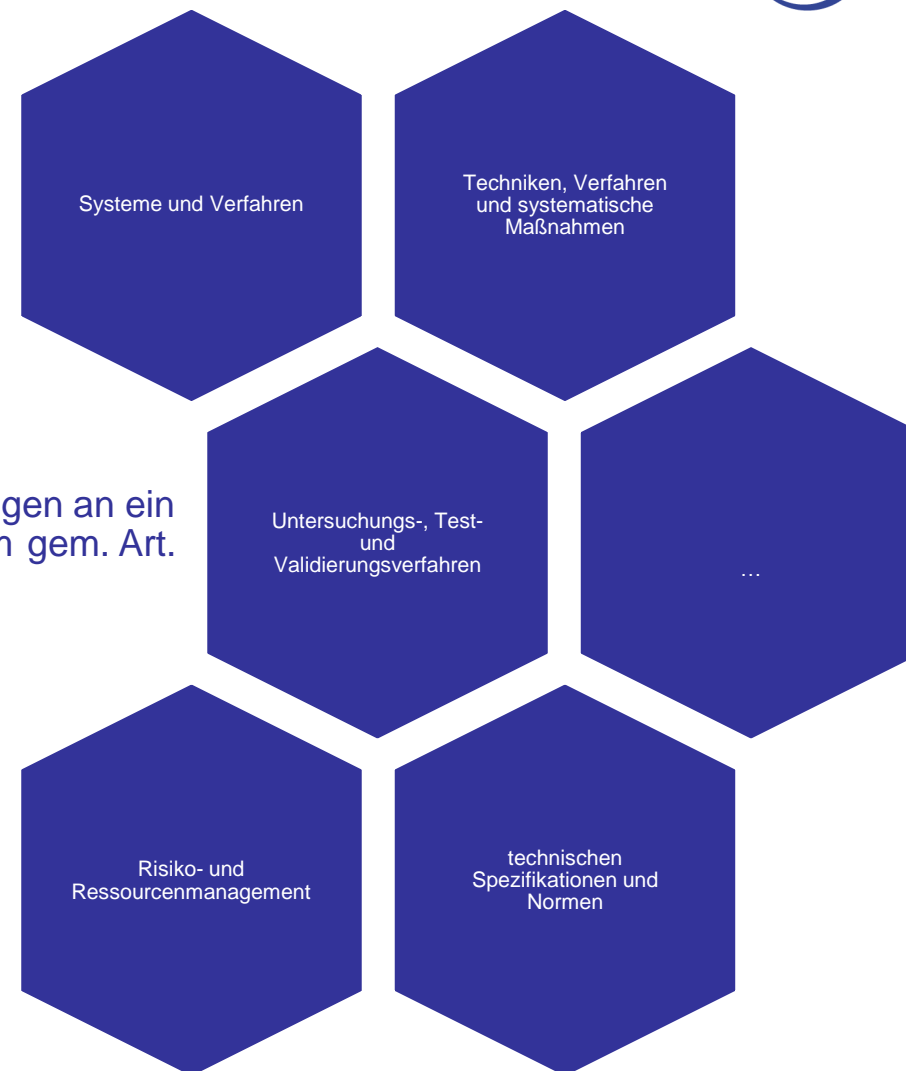 Systeme und Verfahren
Techniken, Verfahren
und systematische
Maßnahmen
gen an ein
gem. Art.
Untersuchungs-, Test-
und
Validierungsverfahren
...
Risiko- und
Ressourcenmanagement
technischen
Spezifikationen und
Normen